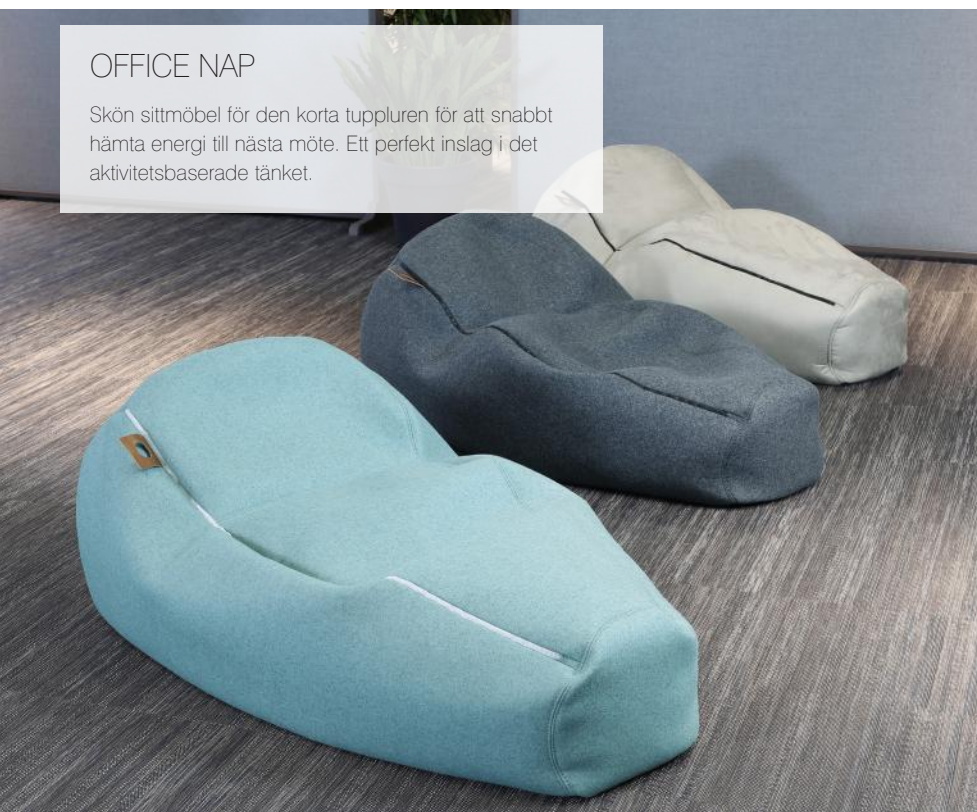 OFFICE NAP
Skön sittmöbel för den korta tuppluren för att snabbt
hämta energi till nästa möte. Ett perfekt inslag i det
aktivitetsbaserade tänket.